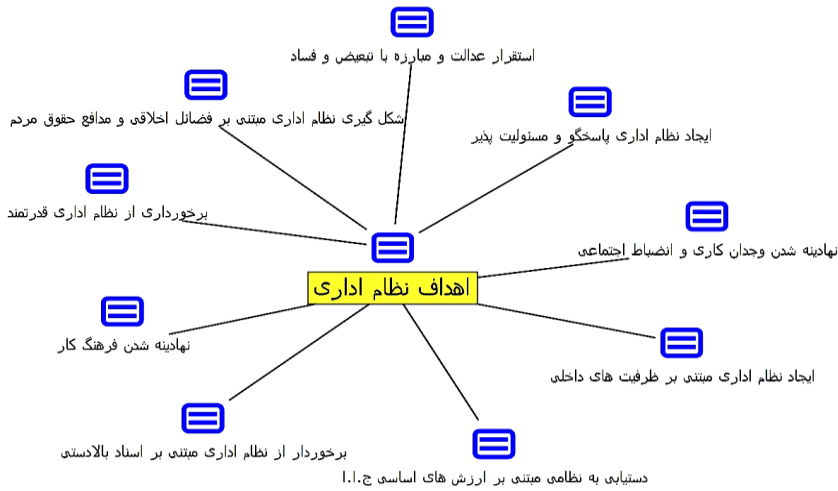 استقرار عدالت و مبارزه با تبعیض و فساد
شکل گیری نظام اداری مبتنی بر فضائل اخلاقی و مدافع حقوق مردم
ایجاد نظام اداری پاسخگو و مسئولیت پذیر
برخورداری از نظام اداری قدرتمند
نهادینه شدن وجدان کاری و انضباط اجتماعی
اهداف نظام اداری
نهادینه شدن فرهنگ کار
ایجاد نظام اداری مبتنی بر ظرفیت های داخلی
برخوردار از نظام اداری مبتنی بر اسناد بالادستی
دستیابی به نظامی مبتنی بر ارزش های اساسی ج.ا.ا